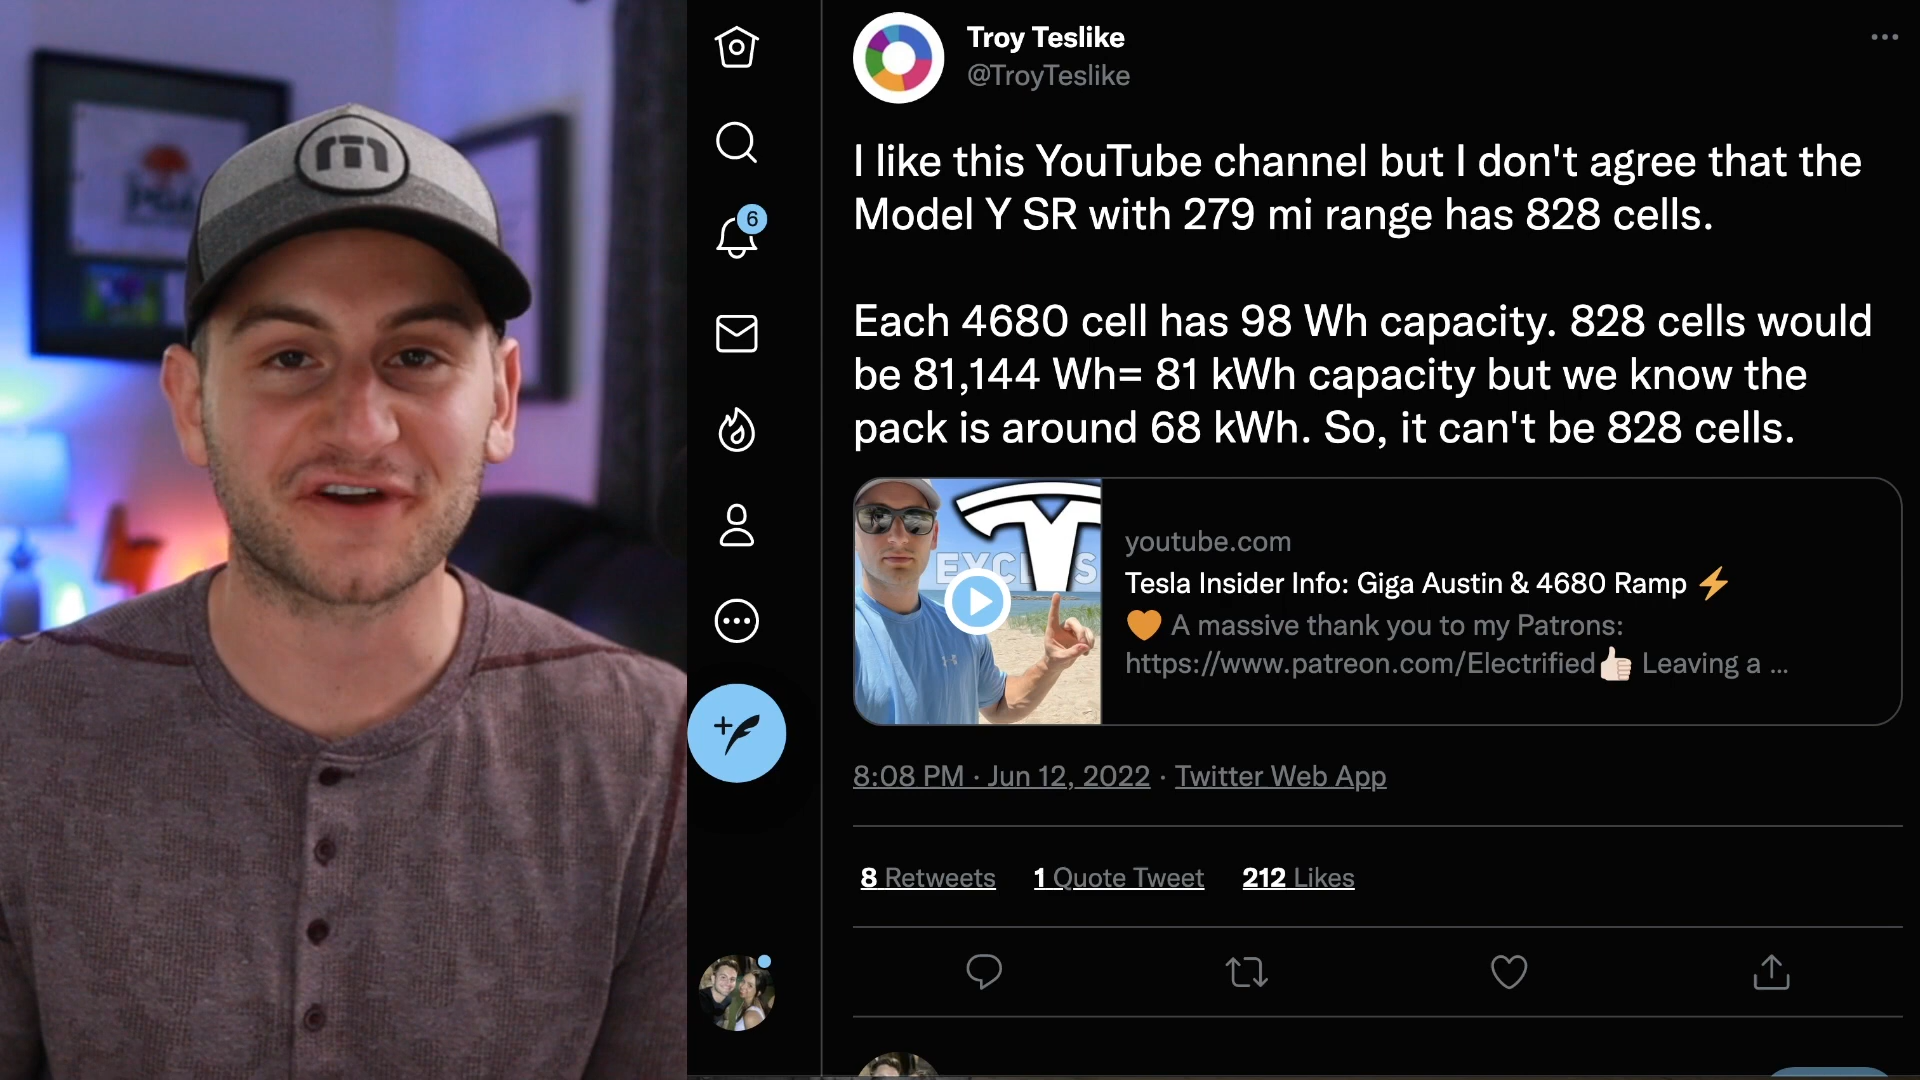 Troy Teslike
@TroyTeslike
I like this YouTube channel but I don't agree that the
Model Y SR with 279 mi range has 828 cells.
Each 4680 cell has 98 Wh capacity. 828 cells would
be 81,144 Wh= 81 kWh capacity but we know the
pack is around 68 kWh. So, it can't be 828 cells.
youtube.com
Tesla Insider Info: Giga Austin & 4680 Ramp ⚡
🧡 A massive thank you to my Patrons:
https://www.patreon.com/Electrified👍🏻 Leaving a ...
8:08 PM · Jun 12, 2022 · Twitter Web App
8 Retweets 1 Quote Tweet 212 Likes
6